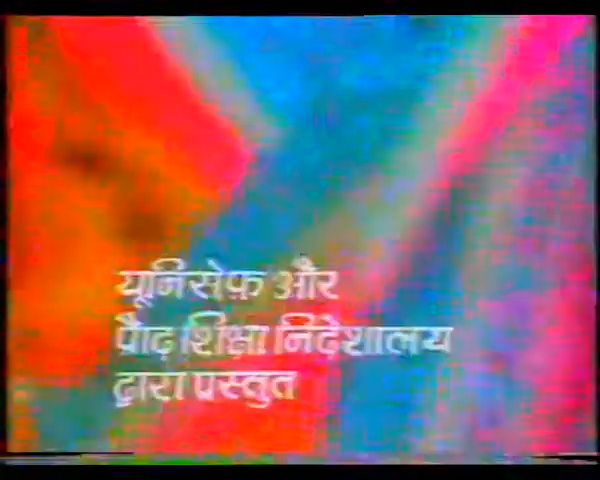 यूनिसेफ़ और
प्रौढ़ शिक्षा निदेशालय
द्वारा प्रस्तुत